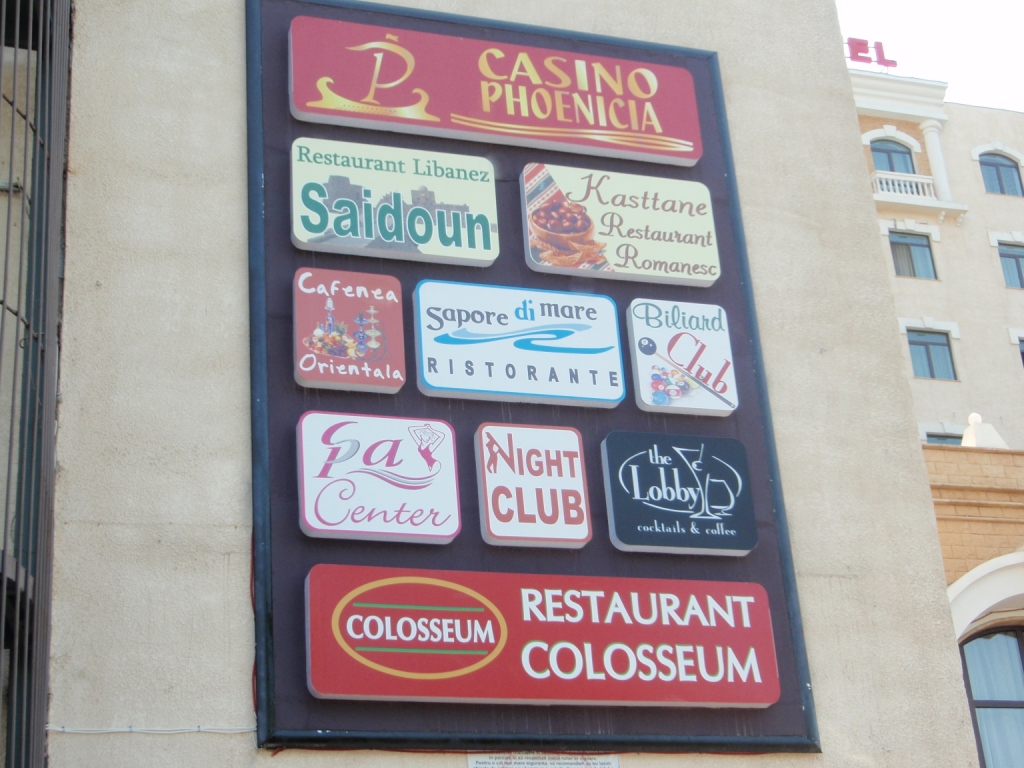 EL
P
CASINO
PHOENICIA
Restaurant Libanez
Saidoun
Kasttane
Restaurant
Romanesc
Cafenea
Orientala
Sapore di mare
RISTORANTE
Biliard
Club
Spa
Center
NIGHT
CLUB
the
Lobby
cocktails & coffee
COLOSSEUM
RESTAURANT
COLOSSEUM